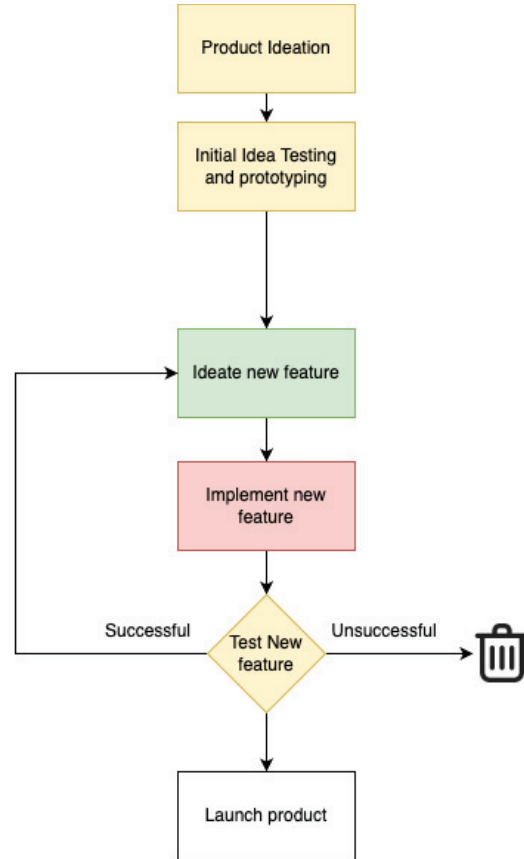 Product Ideation
Initial Idea Testing
and prototyping
Ideate new feature
Implement new
feature
Successful
Test New
feature
Unsuccessful
Launch product